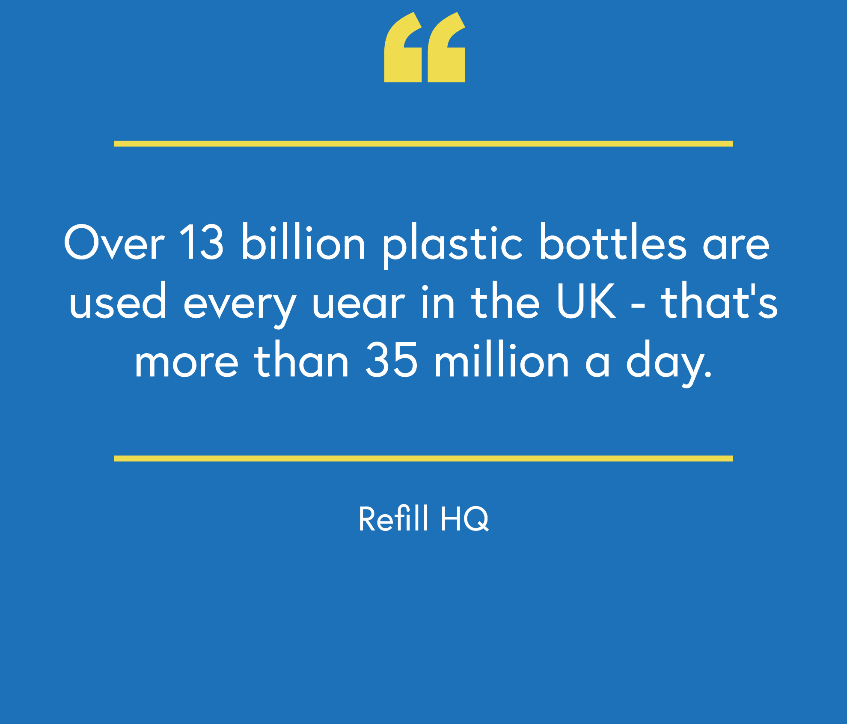 “
Over 13 billion plastic bottles are
used every uear in the UK - that's
more than 35 million a day.
Refill HQ